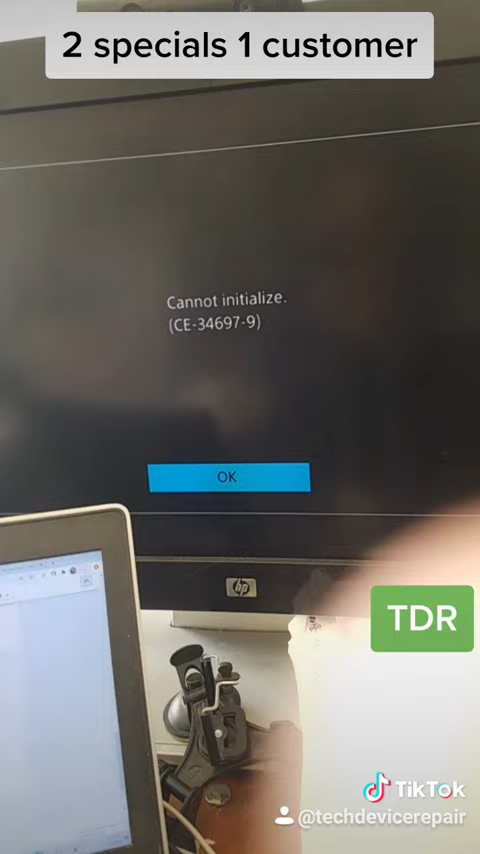 2 specials 1 customer
Cannot initialize.
(CE-34697-9)
OK
hp
TDR
TikTok
@techdevicerepair